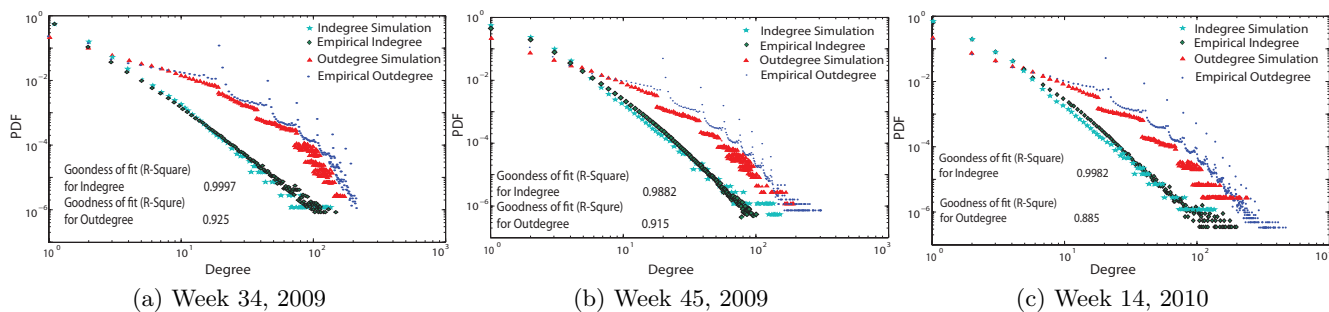 10^0
10^-2
10^-4
10^-6
PDF
Indegree Simulation
Empirical Indegree
Outdegree Simulation
Empirical Outdegree
Goondness of fit (R-Square)
for Indegree 0.9997
Goodness of fit (R-Squre)
for Outdegree 0.925
10^0 10^1 10^2 10^3
Degree
(a) Week 34, 2009
10^0
10^-2
10^-4
10^-6
PDF
Indegree Simulation
Empirical Indegree
Outdegree Simulation
Empirical Outdegree
Goondness of fit (R-Square)
for Indegree 0.9882
Goodness of fit (R-Squre)
for Outdegree 0.915
10^0 10^1 10^2 10^3
Degree
(b) Week 45, 2009
10^0
10^-2
10^-4
10^-6
PDF
Indegree Simulation
Empirical Indegree
Outdegree Simulation
Empirical Outdegree
Goondness of fit (R-Square)
for Indegree 0.9982
Goodness of fit (R-Squre)
for Outdegree 0.885
10^0 10^1 10^2
Degree
(c) Week 14, 2010